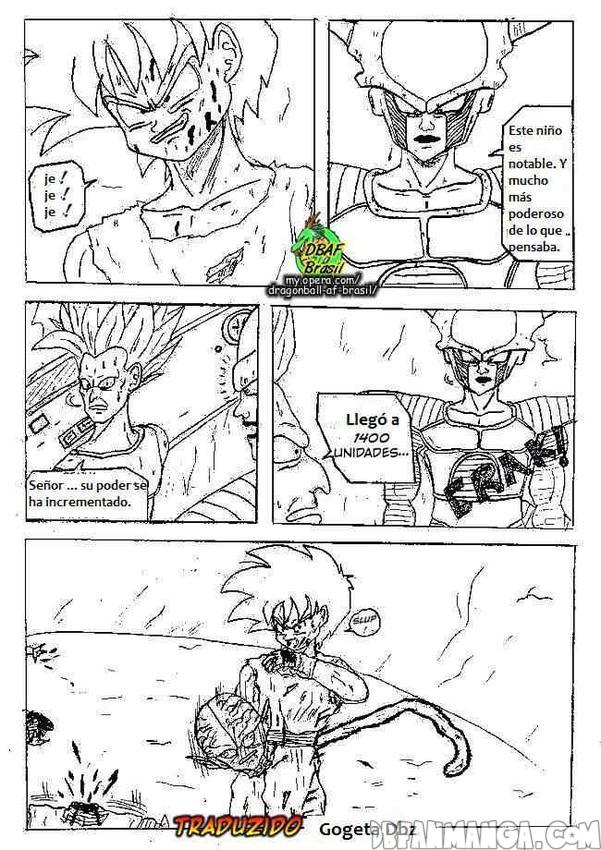 je !
je !
je !
Este niño
es
notable. Y
mucho
más
poderoso
de lo que
pensaba.
DBAF
Brasil
my.opera.com/
dragonball-af-brasil/
Señor ... su poder se
ha incrementado.
Llegó a
1400
UNIDADES...
SLUP
!
TRADUZIDO
Gogeta Dbz
DBFANMANGA.COM